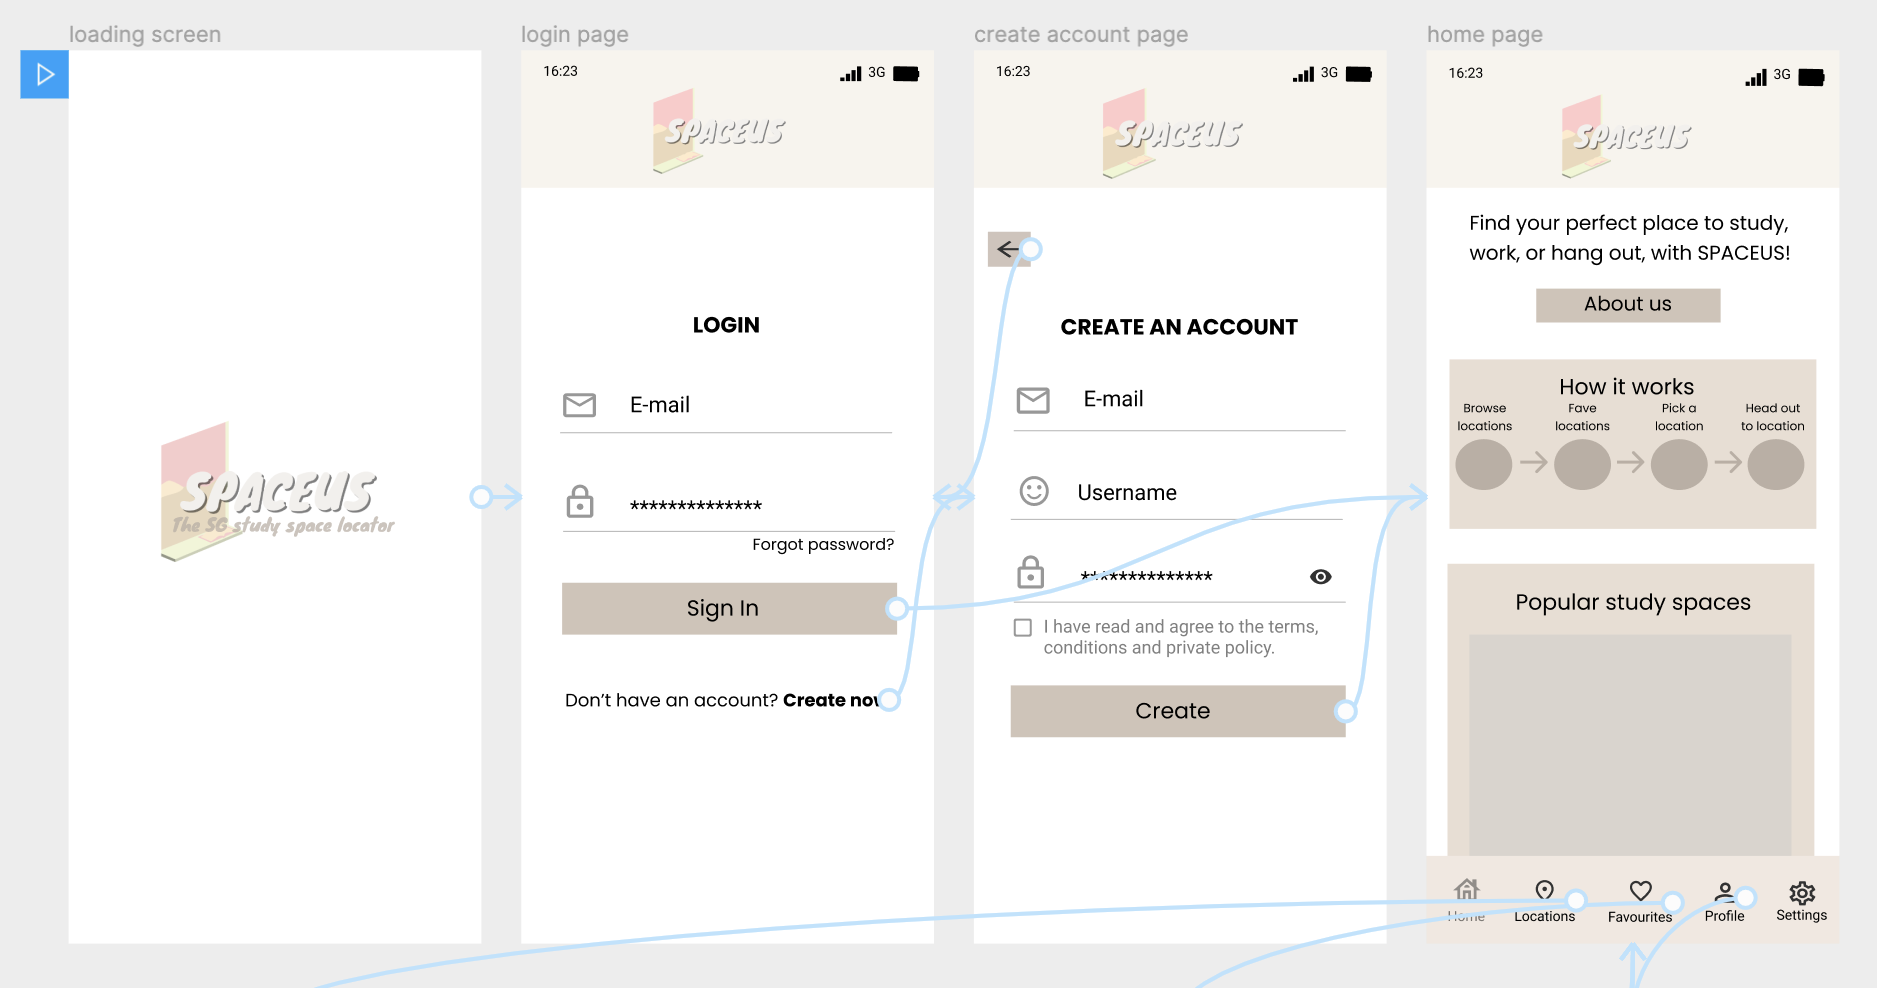 loading screen
SPACEUS
The SG study space locator
login page
16:23
3G
SPACEUS
LOGIN
E-mail
**************
Forgot password?
Sign In
Don't have an account? Create now
create account page
16:23
3G
SPACEUS
CREATE AN ACCOUNT
E-mail
Username
**************
I have read and agree to the terms,
conditions and private policy.
Create
home page
16:23
3G
SPACEUS
Find your perfect place to study,
work, or hang out, with SPACEUS!
About us
How it works
Browse
locations
Fave
locations
Pick a
location
Head out
to location
Popular study spaces
Home
Locations
Favourites
Profile
Settings